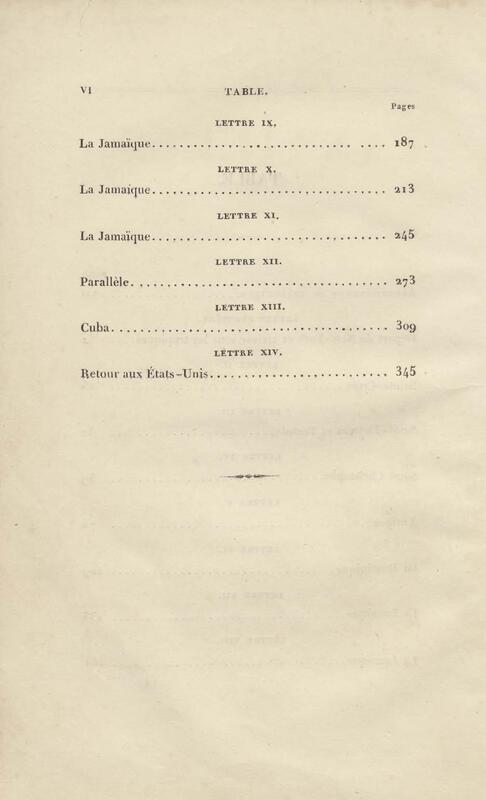 VI TABLE.
Pages
LETTRE IX.
La Jamaïque................................. .... 187
LETTRE X.
La Jamaïque....................................... 213
LETTRE XI.
La Jamaïque....................................... 245
LETTRE XII.
Parallèle........................................... 273
LETTRE XIII.
Cuba............................................... 309
LETTRE XIV.
Retour aux États-Unis............................ 345